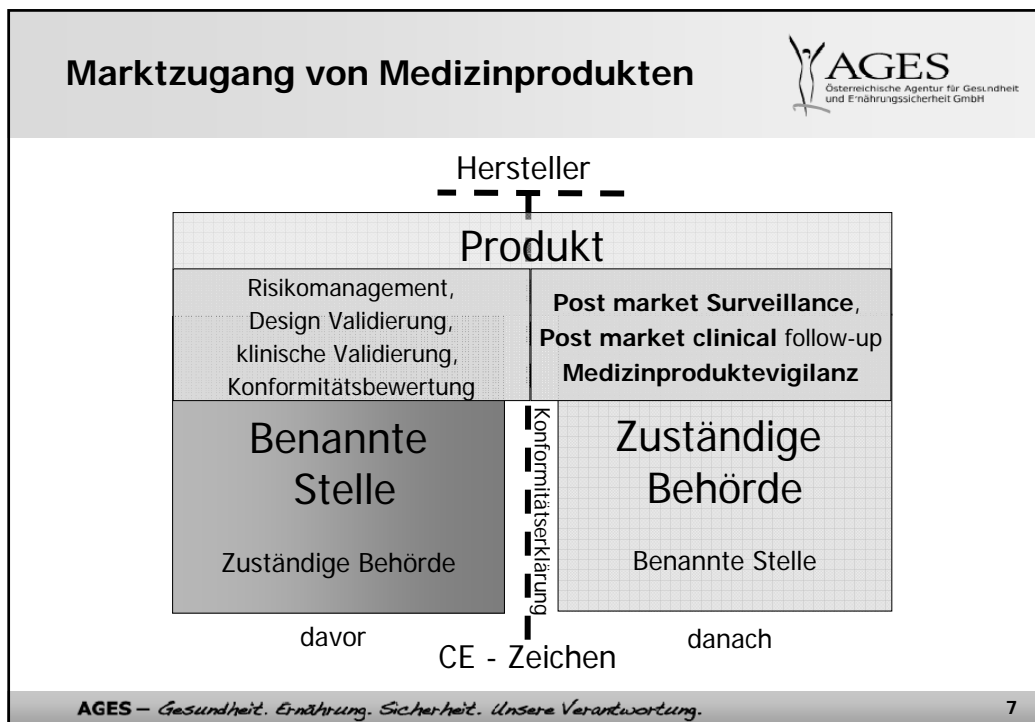 Marktzugang von Medizinprodukten
AGES
Österreichische Agentur für Gesundheit
und Ernährungssicherheit GmbH
Hersteller
Produkt
Risikomanagement,
Design Validierung,
klinische Validierung,
Konformitätsbewertung
Post market Surveillance,
Post market clinical follow-up
Medizinproduktevigilanz
Benannte
Stelle
Zuständige Behörde
Konformitätserklärung
Zuständige
Behörde
Benannte Stelle
davor
danach
CE - Zeichen
AGES – Gesundheit. Ernährung. Sicherheit. Unsere Verantwortung.
7